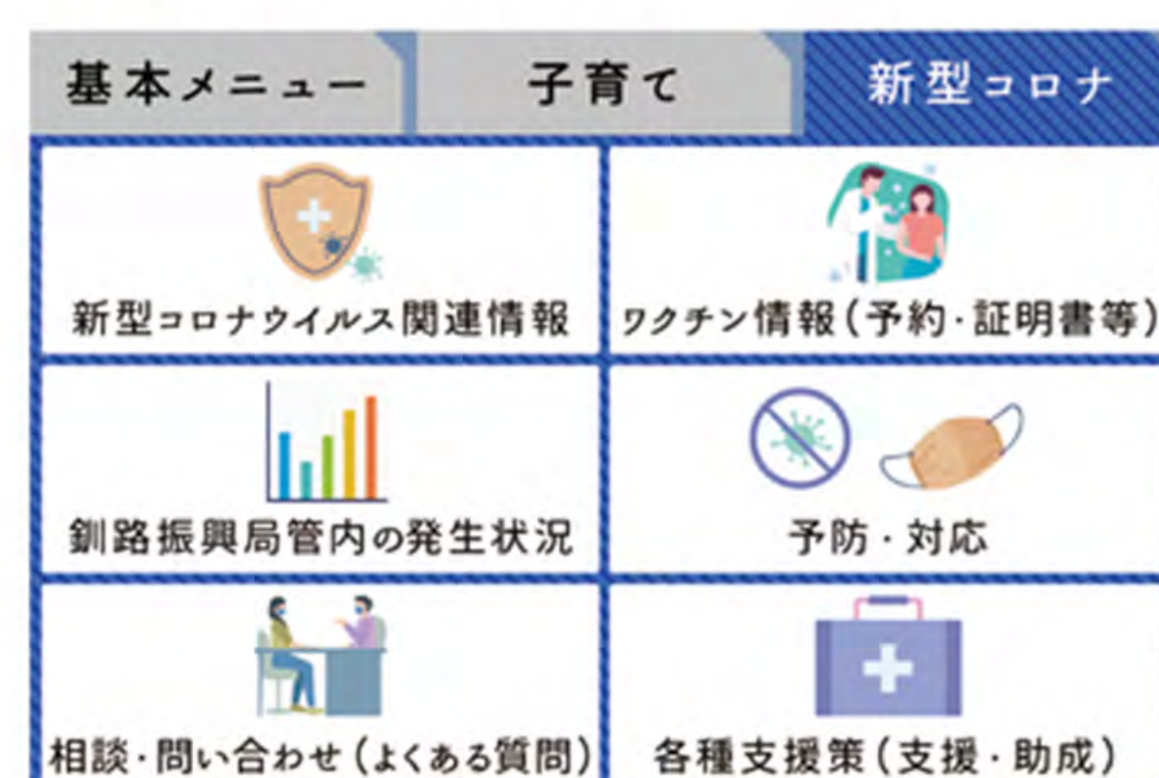 基本メニュー
子育て
新型コロナ
新型コロナウイルス関連情報
ワクチン情報(予約·証明書等)
釧路振興局管内の発生状況
予防·対応
相談·問い合わせ(よくある質問)
各種支援策(支援·助成)